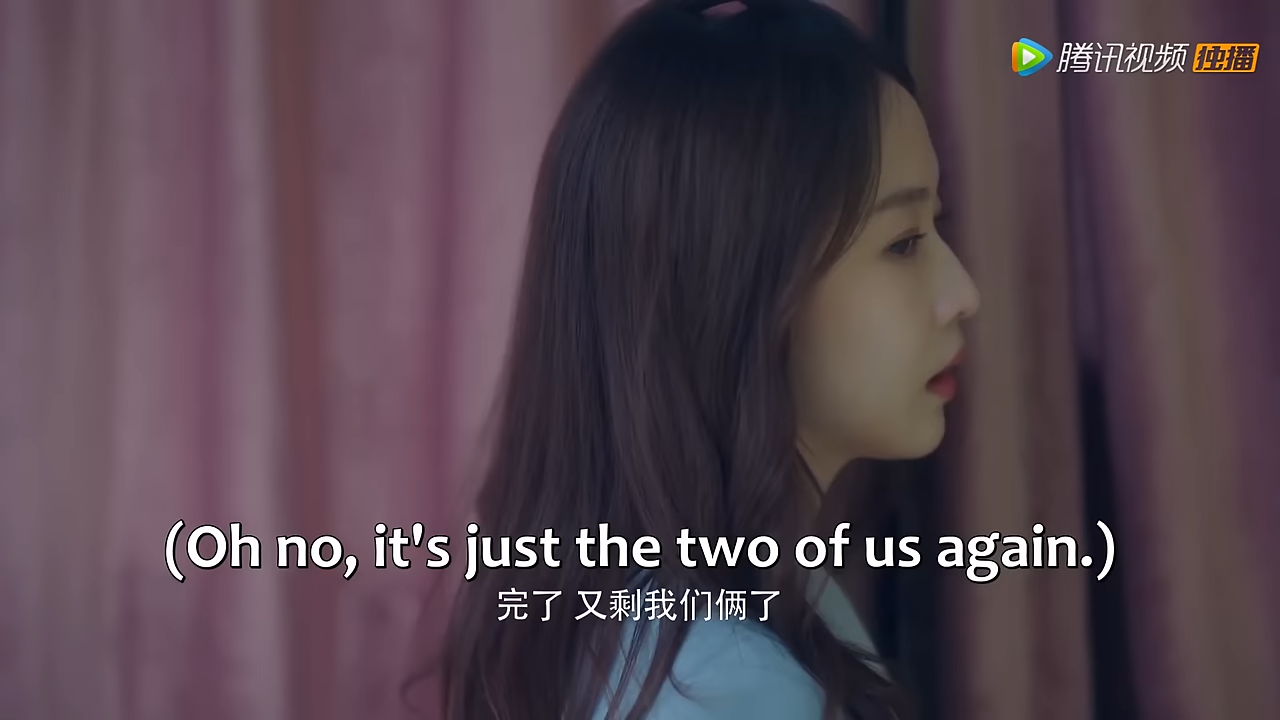 腾讯视频 独播
(Oh no, it's just the two of us again.)
完了 又剩我们俩了